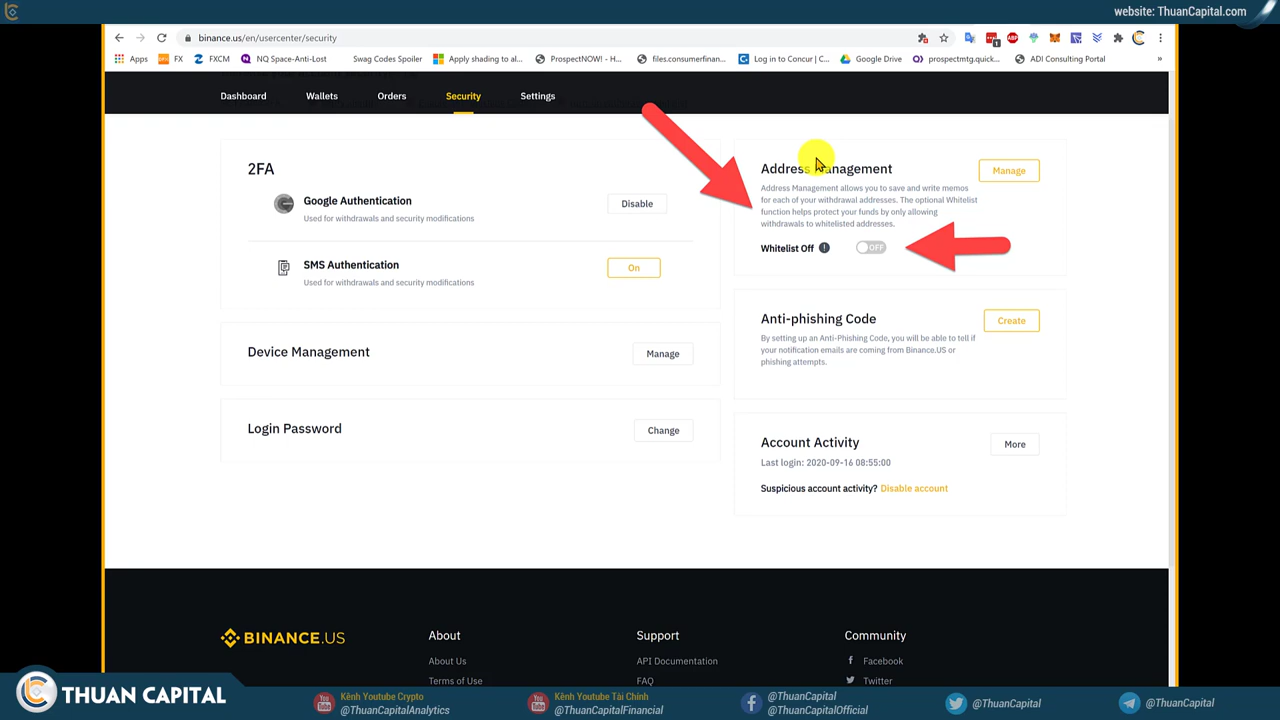 website: ThuanCapital.com
binance.us/en/usercenter/security
Apps FX FXCM NQ Space-Anti-Lost Swag Codes Spoiler Apply shading to al... ProspectNOW! - H... files.consumerfinan... Log in to Concur | C... Google Drive prospectmtg.quick... ADI Consulting Portal »
Dashboard Wallets Orders Security Settings
2FA
Google Authentication
Used for withdrawals and security modifications
Disable
SMS Authentication
Used for withdrawals and security modifications
On
Device Management
Manage
Login Password
Change
Address Management
Manage
Address Management allows you to save and write memos
for each of your withdrawal addresses. The optional Whitelist
function helps protect your funds by only allowing
withdrawals to whitelisted addresses.
Whitelist Off OFF
Anti-phishing Code
Create
By setting up an Anti-Phishing Code, you will be able to tell if
your notification emails are coming from Binance.US or
phishing attempts.
Account Activity
More
Last login: 2020-09-16 08:55:00
Suspicious account activity? Disable account
BINANCE.US
About
About Us
Terms of Use
Support
API Documentation
FAQ
Community
Facebook
Twitter
THUAN CAPITAL
Kênh Youtube Crypto
@ThuanCapitalAnalytics
Kênh Youtube Tài Chính
@ThuanCapitalFinancial
@ThuanCapital
@ThuanCapitalOfficial
@ThuanCapital
@ThuanCapital